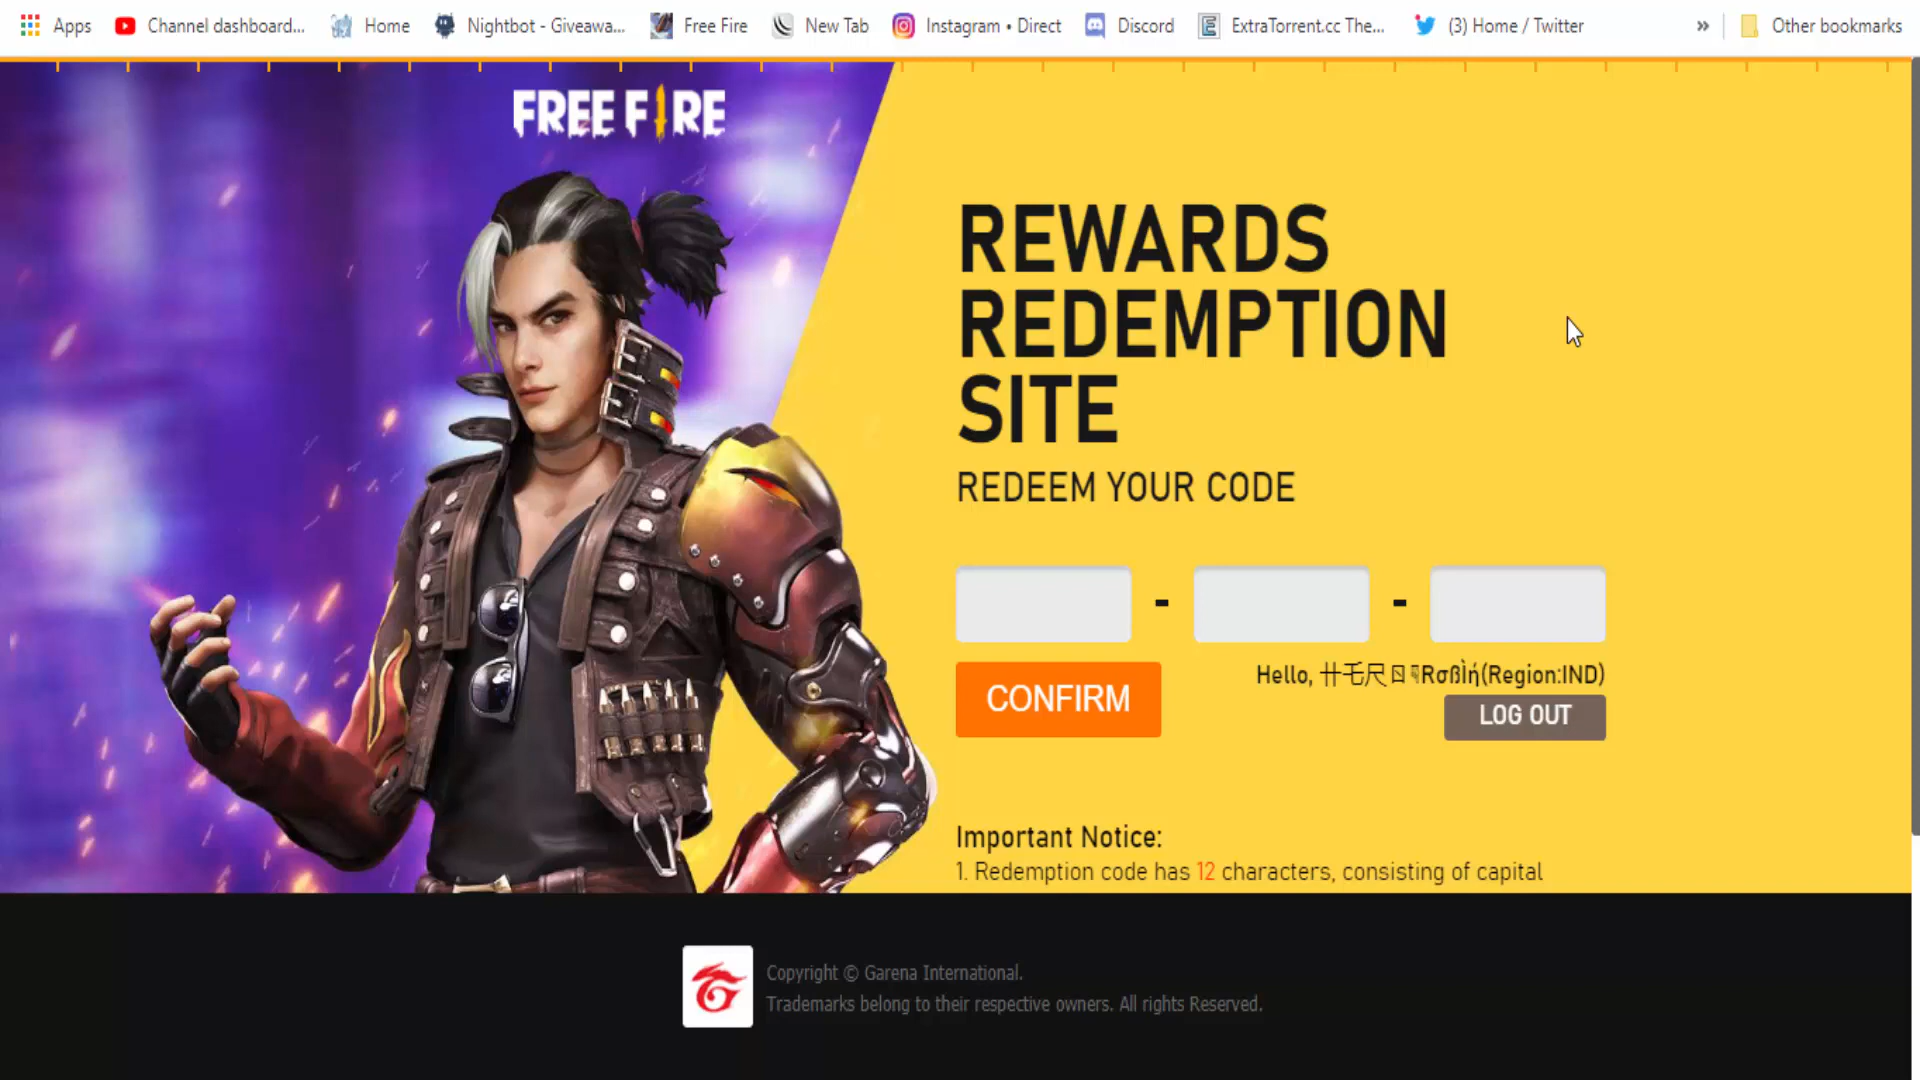 Apps
Channel dashboard...
Home
Nightbot - Giveawa...
Free Fire
New Tab
Instagram • Direct
Discord
ExtraTorrent.cc The...
(3) Home / Twitter
»
Other bookmarks
FREE FIRE
REWARDS
REDEMPTION
SITE
REDEEM YOUR CODE
- -
CONFIRM
Hello, 卄乇尺 RσßÌń(Region:IND)
LOG OUT
Important Notice:
1. Redemption code has 12 characters, consisting of capital
Copyright © Garena International.
Trademarks belong to their respective owners. All rights Reserved.